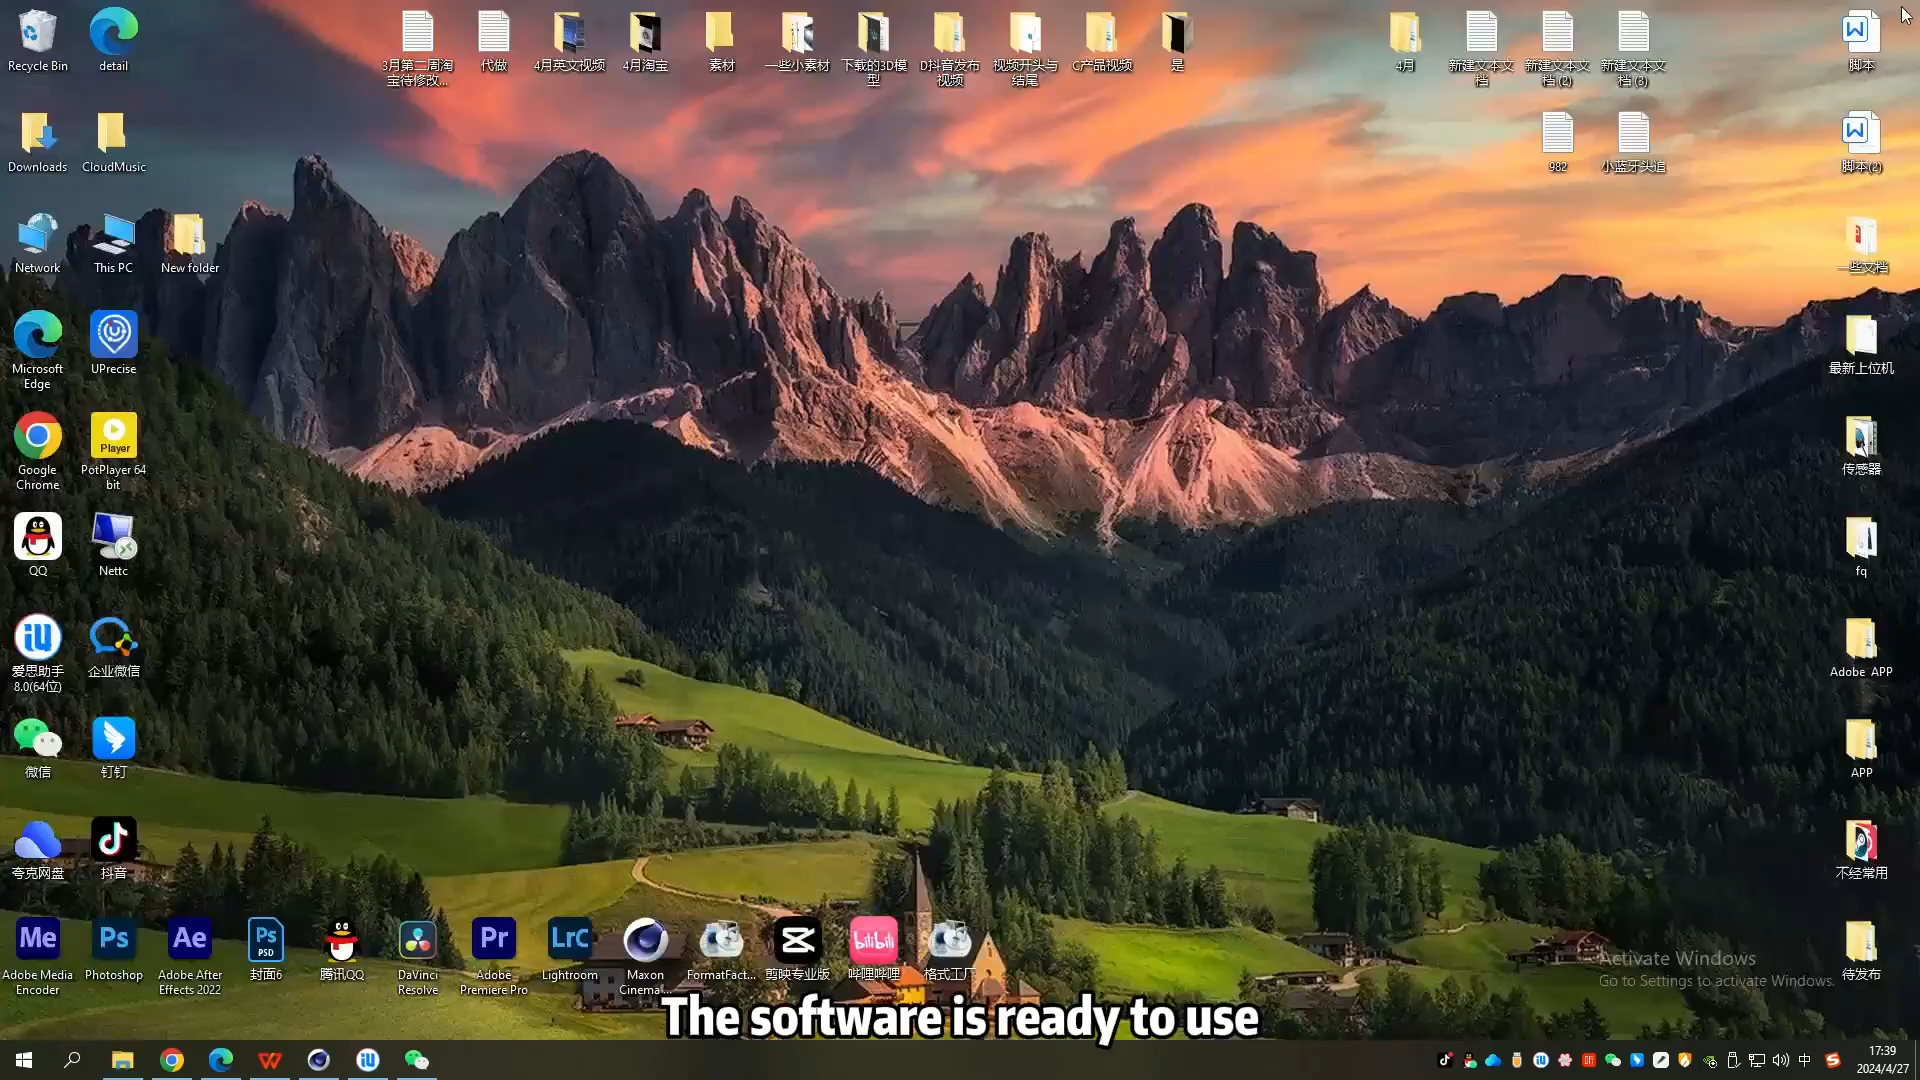 Recycle Bin
detail
3月第二周淘
宝待修改...
代做
4月英文视频
4月淘宝
素材
一些小素材
下载的3D模
型
D抖音发布
视频
视频开头与
结尾
C产品视频
是
4月
新建文本文
档
新建文本文
档 (2)
新建文本文
档 (3)
脚本
Downloads
CloudMusic
982
小蓝牙头追
脚本(2)
Network
This PC
New folder
一些文档
Microsoft
Edge
UPrecise
最新上位机
Google
Chrome
Player
PotPlayer 64
bit
传感器
QQ
Nettc
fq
爱思助手
8.0(64位)
企业微信
Adobe APP
微信
钉钉
APP
夸克网盘
抖音
不经常用
Me
Adobe Media
Encoder
Ps
Photoshop
Ae
Adobe After
Effects 2022
Ps
PSD
封面6
腾讯QQ
DaVinci
Resolve
Pr
Adobe
Premiere Pro
LrC
Lightroom
Maxon
Cinema ...
FormatFact...
剪映专业版
bilibili
哔哩哔哩
格式工厂
待发布
Activate Windows
Go to Settings to activate Windows.
The software is ready to use
中
17:39
2024/4/27